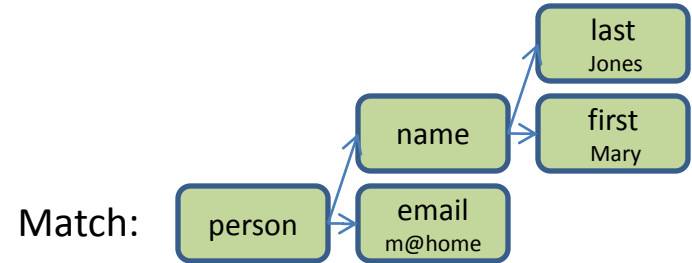 last
Jones
name
first
Mary
Match:
person
email
m@home